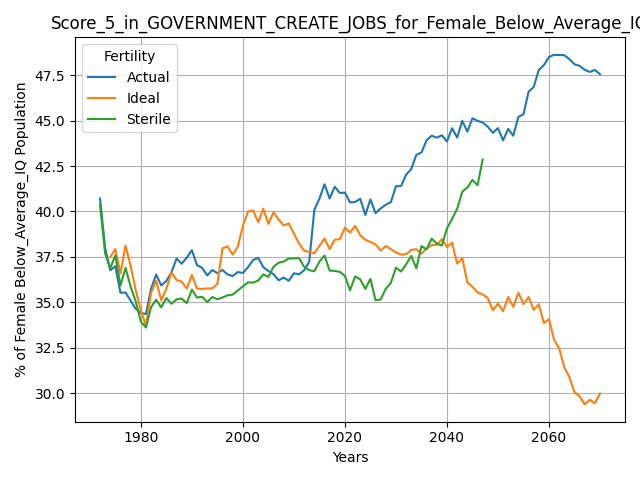 Score_5_in_GOVERNMENT_CREATE_JOBS_for_Female_Below_Average_IQ
Fertility
Actual
Ideal
Sterile
% of Female Below_Average_IQ Population
47.5
45.0
42.5
40.0
37.5
35.0
32.5
30.0
1980 2000 2020 2040 2060
Years